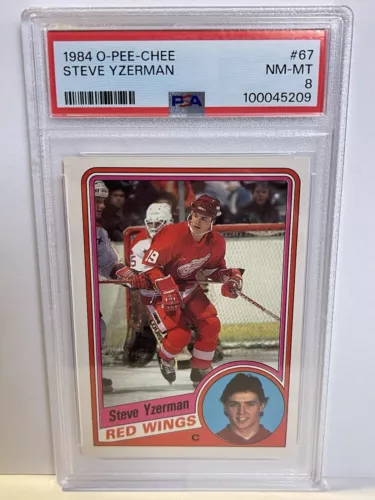 1984 O-PEE-CHEE #67
STEVE YZERMAN NM-MT
8
PSA 100045209
19
Steve Yzerman
RED WINGS
C